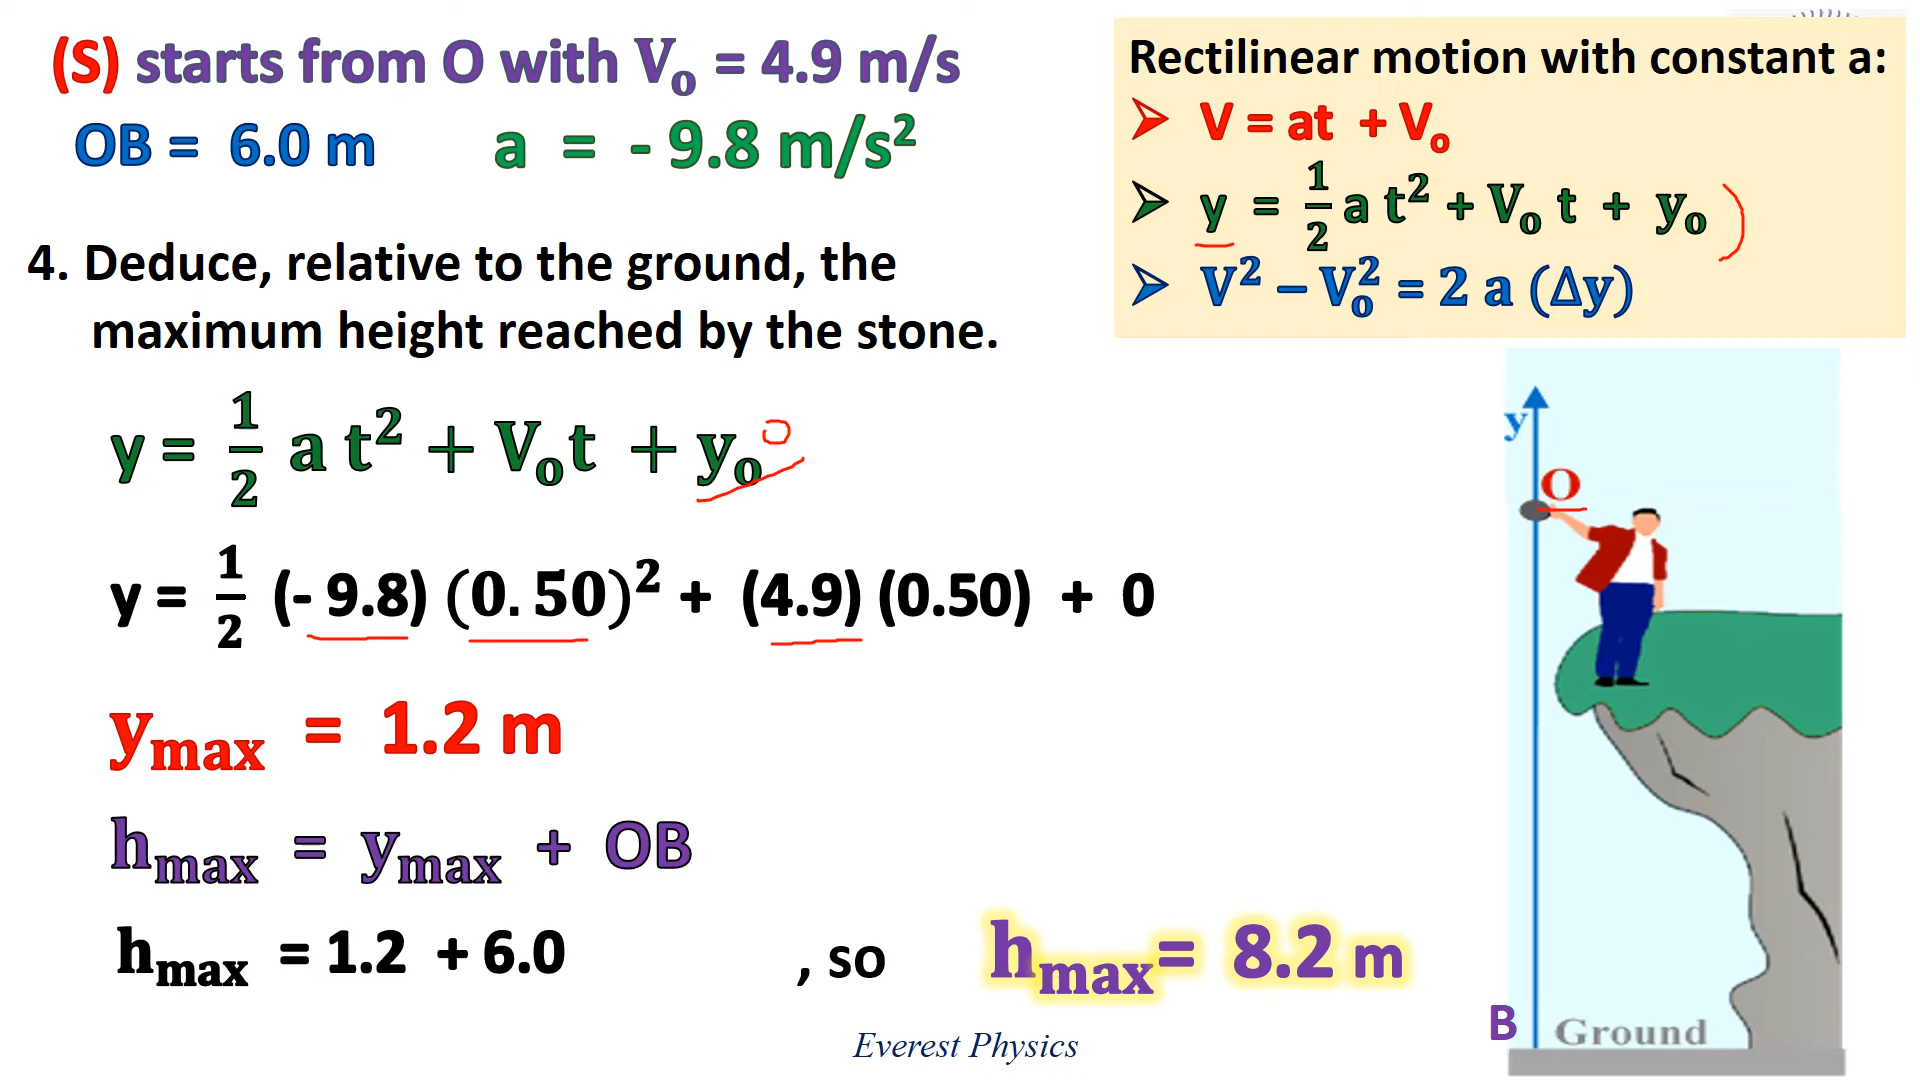 (S) starts from O with V₀ = 4.9 m/s
OB = 6.0 m a = - 9.8 m/s²
4. Deduce, relative to the ground, the
maximum height reached by the stone.
y = 1/2 a t² + V₀t + y₀ 0
y = 1/2 (- 9.8) (0.50)² + (4.9) (0.50) + 0
yₘₐₓ = 1.2 m
hₘₐₓ = yₘₐₓ + OB
hₘₐₓ = 1.2 + 6.0 , so hₘₐₓ= 8.2 m
Everest Physics
Rectilinear motion with constant a:
➢ V = at + V₀
➢ y = 1/2 a t² + V₀ t + y₀
➢ V² – V₀² = 2 a (Δy)
y
O
B
Ground